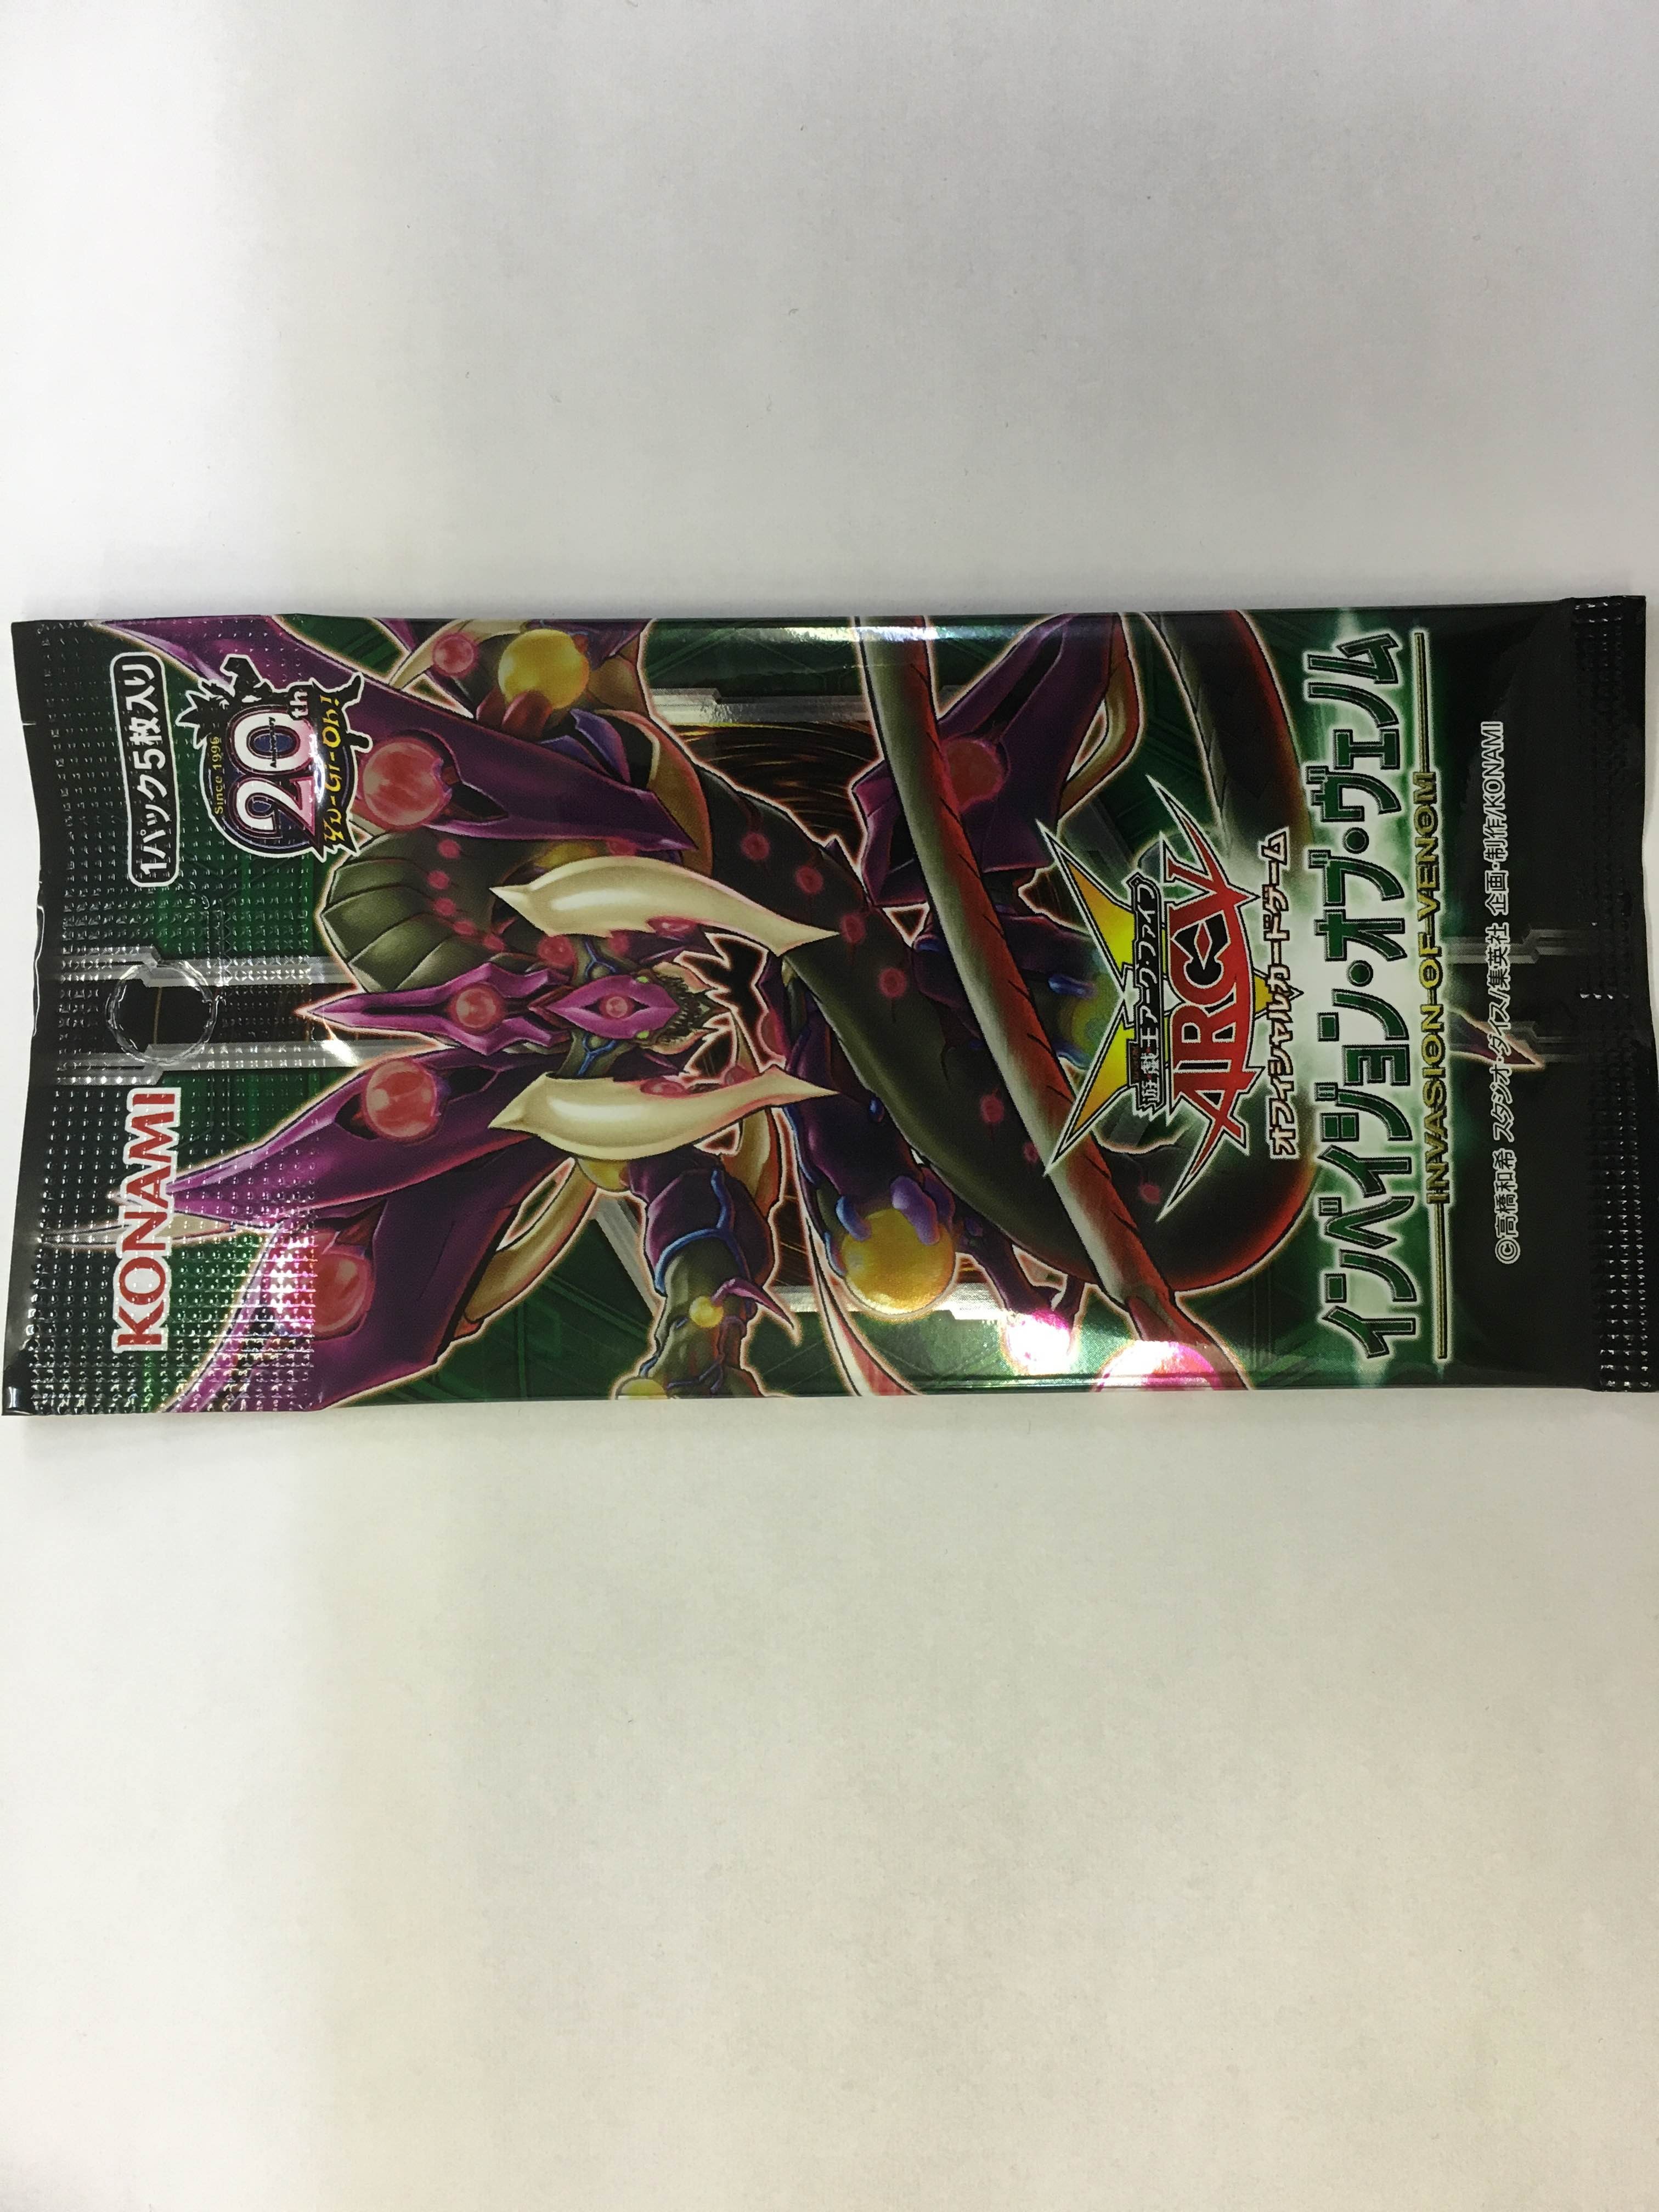 KONAMI
1パック5枚入り
Since 1996
20th
Yu-Gi-Oh!
遊戯王アーク・ファイブ
ARC-V
オフィシャルカードゲーム
インベイジョン・オブ・ヴェノム
INVASION OF VENOM
©高橋和希 スタジオ・ダイス/集英社 企画・制作/KONAMI